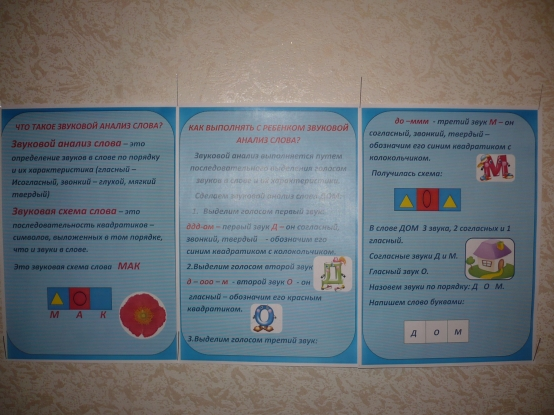 ЧТО ТАКОЕ ЗВУКОВОЙ АНАЛИЗ СЛОВА?
Звуковой анализ слова – это
определение звуков в слове по порядку
и их характеристика (гласный –
Исогласный, звонкий – глухой, мягкий
твердый)
Звуковая схема слова – это
последовательность квадратиков –
символов, выложенных в том порядке,
что и звуки в слове.
Это звуковая схема слова МАК
М А К
КАК ВЫПОЛНЯТЬ С РЕБЕНКОМ ЗВУКОВОЙ
АНАЛИЗ СЛОВА?
Звуковой анализ выполняется путем
последовательного выделения голосом
звуков в слове и их характеристики.
Сделаем звуковой анализ слова ДОМ
1. Выделим голосом первый звук:
ддд-ом – первый звук Д – он согласный,
звонкий, твердый - обозначим его
синим квадратиком с колокольчиком.
2.Выделим голосом второй звук
д – ооо – м - второй звук О - он
гласный – обозначим его красным
квадратиком.
3.Выделим голосом третий звук:
до –ммм - третий звук М – он
согласный, звонкий, твердый –
обозначим его синим квадратиком с
колокольчиком.
Получилась схема:
В слове ДОМ 3 звука, 2 согласных и 1
гласный.
Согласные звуки Д и М.
Гласный звук О.
Назовем звуки по порядку: Д О М.
Напишем слово буквами:
Д О М